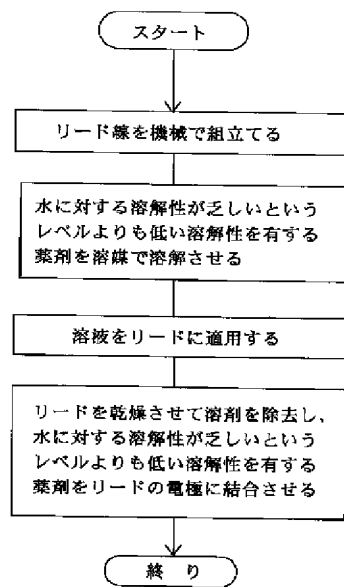 スタート
リード線を機械で組立てる
水に対する溶解性が乏しいという
レベルよりも低い溶解性を有する
薬剤を溶媒で溶解させる
溶液をリードに適用する
リードを乾燥させて溶剤を除去し、
水に対する溶解性が乏しいという
レベルよりも低い溶解性を有する
薬剤をリードの電極に結合させる
終り